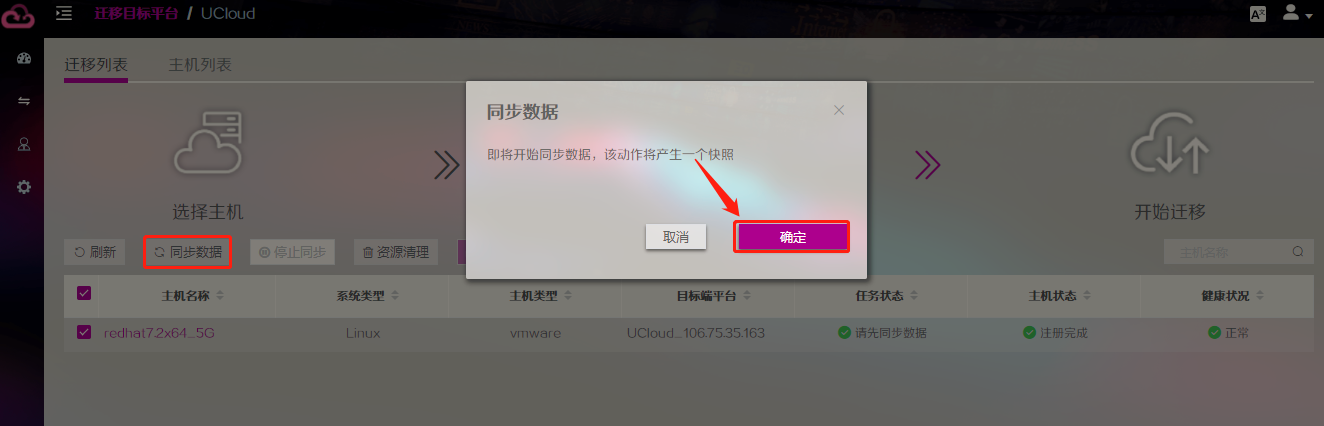 迁移目标平台 / UCloud
迁移列表 主机列表
同步数据
即将开始同步数据，该动作将产生一个快照
取消 确定
选择主机 开始迁移
刷新 同步数据 停止同步 资源清理 主机名称
主机名称 系统类型 主机类型 目标端平台 任务状态 主机状态 健康状况
redhat7.2x64_5G Linux vmware UCloud_106.75.35.163 请先同步数据 注册完成 正常